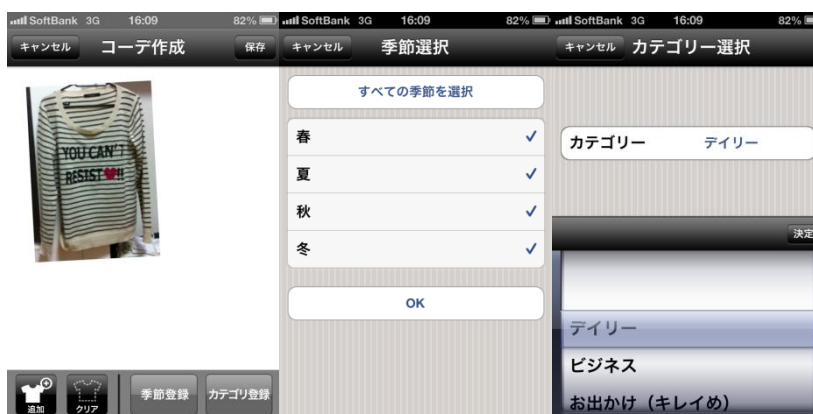 SoftBank 3G 16:09 82%
キャンセル コーデ作成 保存
YOU CAN'T
RESIST !!
追加 クリア 季節登録 カテゴリ登録
SoftBank 3G 16:09 82%
キャンセル 季節選択
すべての季節を選択
春
夏
秋
冬
OK
SoftBank 3G 16:09 82%
キャンセル カテゴリー選択
カテゴリー デイリー
決定
デイリー
ビジネス
お出かけ（キレイめ）